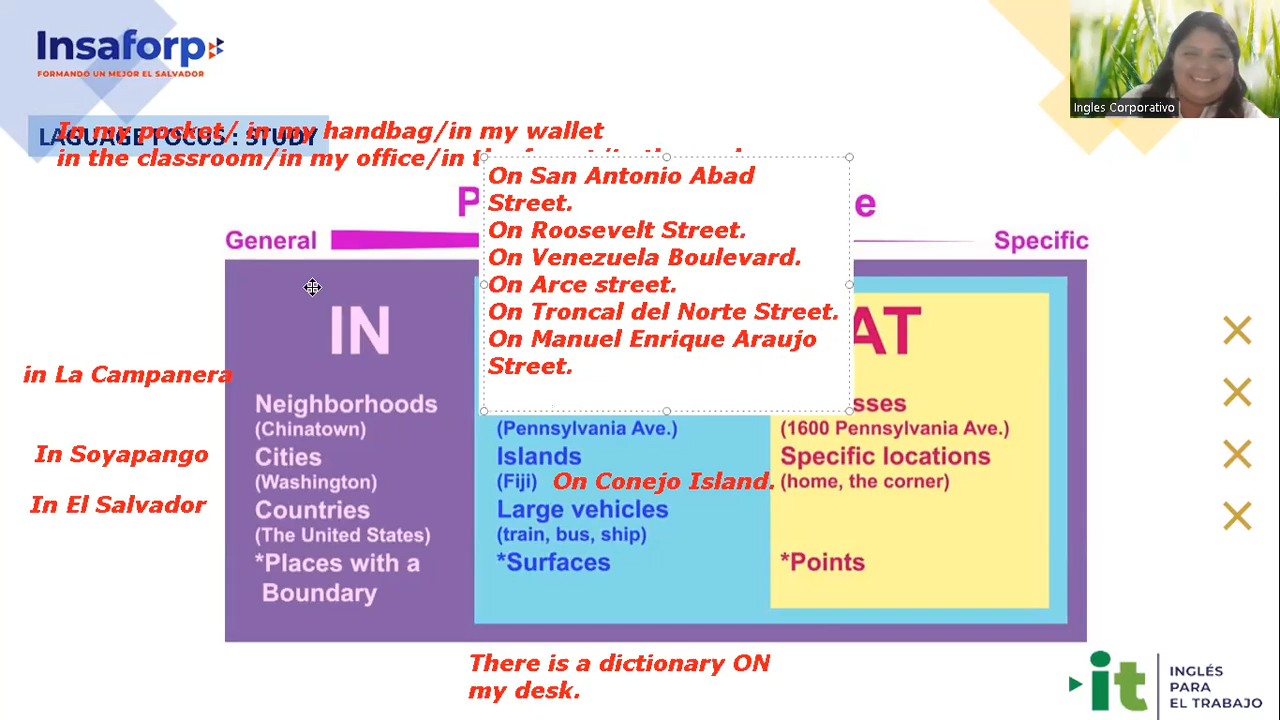 Insaforp
FORMANDO UN MEJOR EL SALVADOR
Ingles Corporativo
LAGUAGE FOCUS : STUDY
In my pocket/ in my handbag/in my wallet
in the classroom/in my office/in
On San Antonio Abad
Street.
On Roosevelt Street.
On Venezuela Boulevard.
On Arce street.
On Troncal del Norte Street.
On Manuel Enrique Araujo
Street.
General
Specific
IN
AT
in La Campanera
Neighborhoods
(Chinatown)
In Soyapango
Cities
(Washington)
In El Salvador
Countries
(The United States)
*Places with a
Boundary
(Pennsylvania Ave.)
Islands
(Fiji) On Conejo Island.
Large vehicles
(train, bus, ship)
*Surfaces
(1600 Pennsylvania Ave.)
Specific locations
(home, the corner)
*Points
There is a dictionary ON
my desk.
it
INGLÉS
PARA
EL TRABAJO